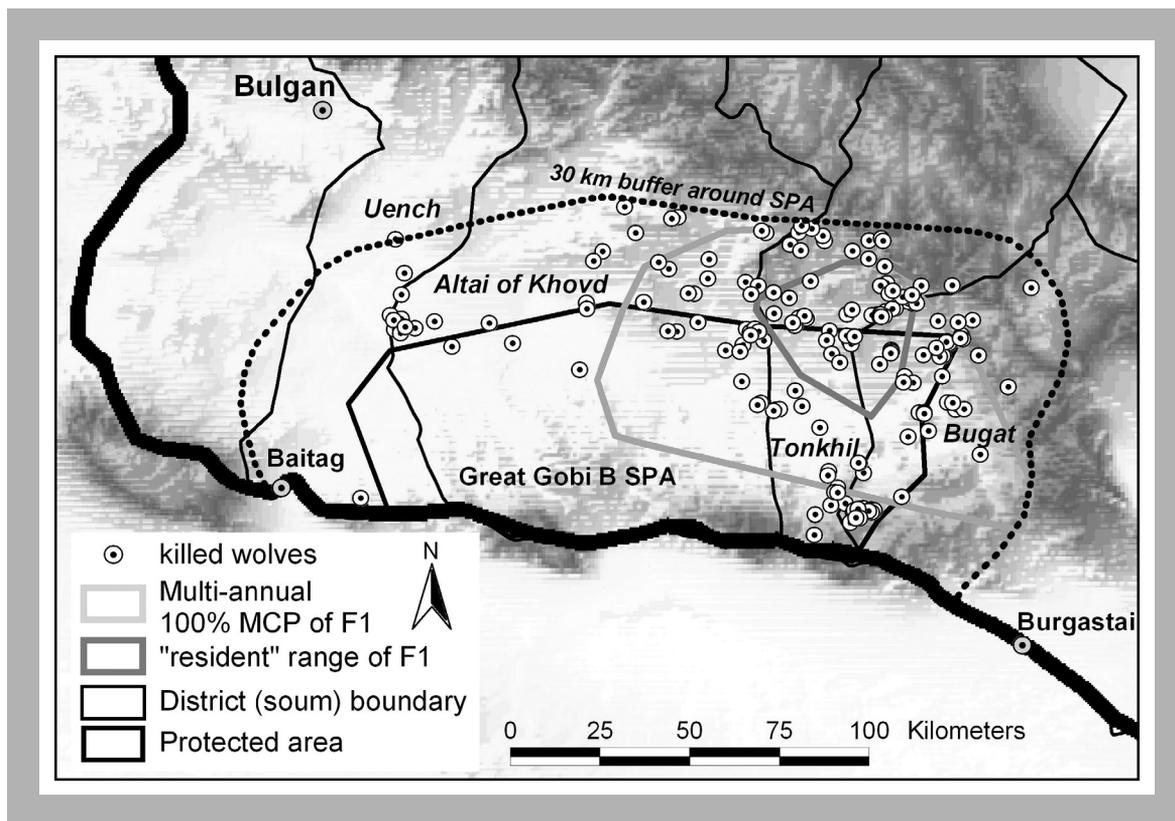 Bulgan
30 km buffer around SPA
Uench
Altai of Khovd
Tonkhil
Bugat
Baitag
Great Gobi B SPA
killed wolves
N
Multi-annual
100% MCP of F1
"resident" range of F1
Burgastai
District (soum) boundary
Protected area
0 25 50 75 100 Kilometers